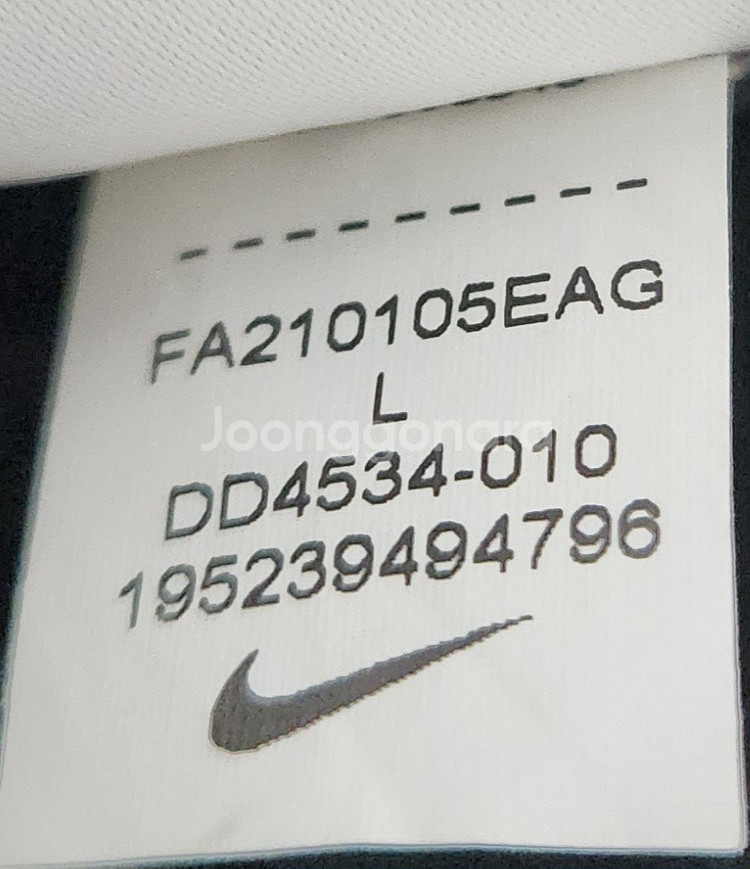 - - - - - - - - -
FA210105EAG
L
Joonggonara
DD4534-010
195239494796